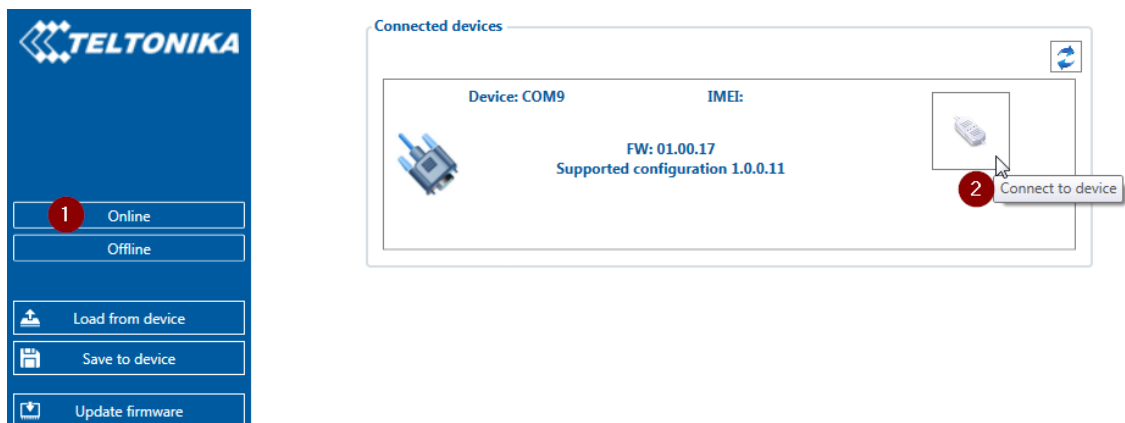 TELTONIKA
1 Online
Offline
Load from device
Save to device
Update firmware
Connected devices
Device: COM9 IMEI:
FW: 01.00.17
Supported configuration 1.0.0.11
2 Connect to device